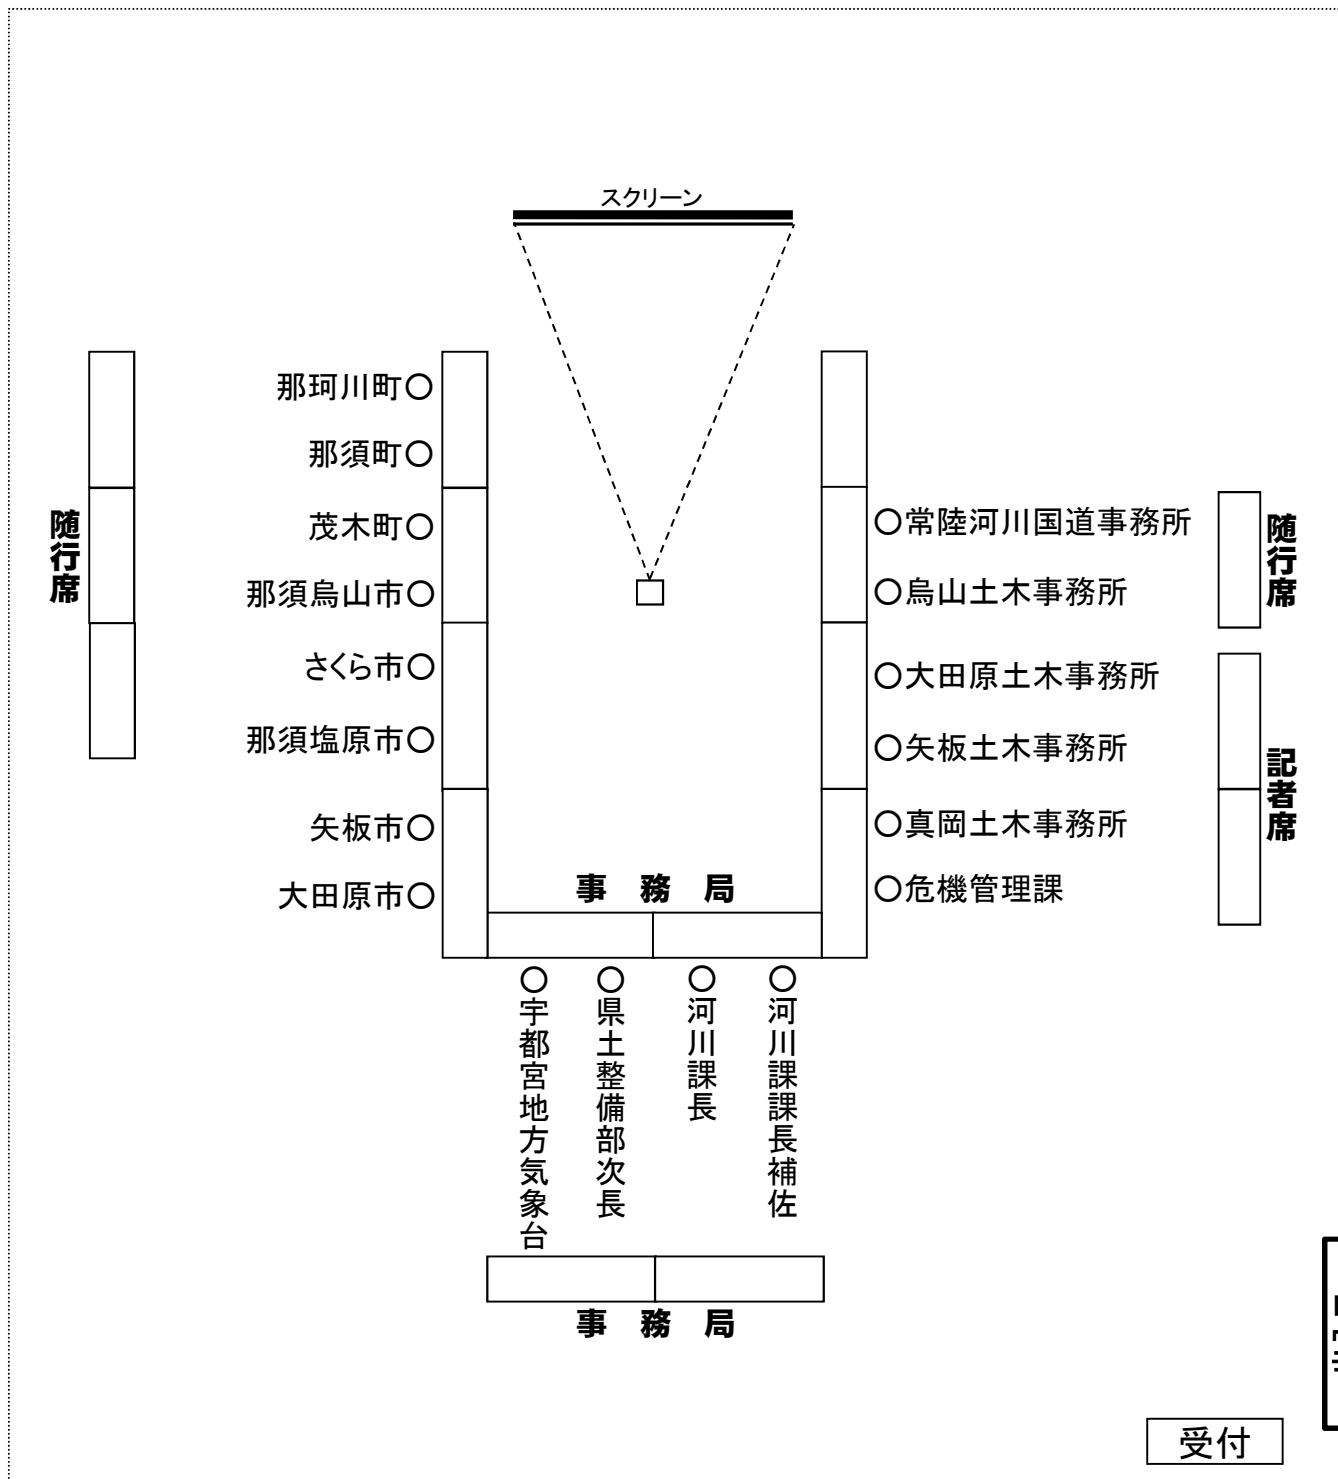 スクリーン
那珂川町○
那須町○
茂木町○
那須烏山市○
さくら市○
那須塩原市○
矢板市○
大田原市○
随行席
○常陸河川国道事務所
○烏山土木事務所
○大田原土木事務所
○矢板土木事務所
○真岡土木事務所
○危機管理課
随行席
記者席
事 務 局
○宇都宮地方気象台
○県土整備部次長
○河川課長
○河川課課長補佐
事 務 局
受付